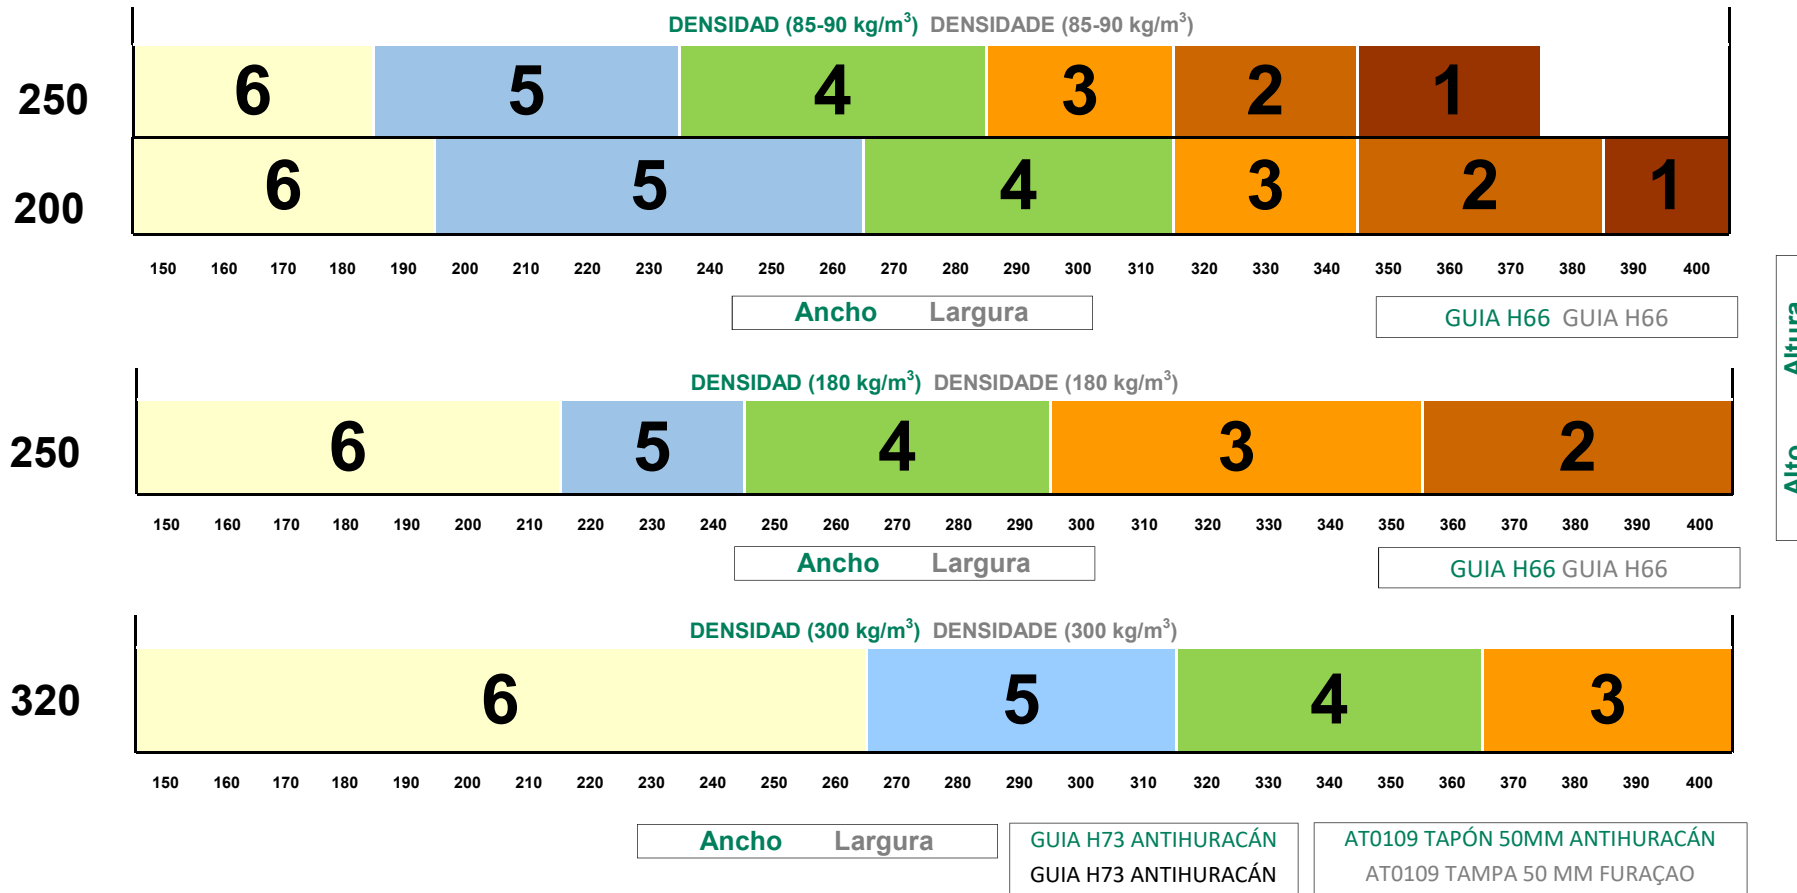 DENSIDAD (85-90 kg/m³) DENSIDADE (85-90 kg/m³)
250 6 5 4 3 2 1
200 6 5 4 3 2 1
150 160 170 180 190 200 210 220 230 240 250 260 270 280 290 300 310 320 330 340 350 360 370 380 390 400
Ancho Largura
GUIA H66 GUIA H66
Alto Altura
DENSIDAD (180 kg/m³) DENSIDADE (180 kg/m³)
250 6 5 4 3 2
150 160 170 180 190 200 210 220 230 240 250 260 270 280 290 300 310 320 330 340 350 360 370 380 390 400
Ancho Largura
GUIA H66 GUIA H66
DENSIDAD (300 kg/m³) DENSIDADE (300 kg/m³)
320 6 5 4 3
150 160 170 180 190 200 210 220 230 240 250 260 270 280 290 300 310 320 330 340 350 360 370 380 390 400
Ancho Largura
GUIA H73 ANTIHURACÁN
GUIA H73 ANTIHURACÁN
AT0109 TAPÓN 50MM ANTIHURACÁN
AT0109 TAMPA 50 MM FURAÇAO